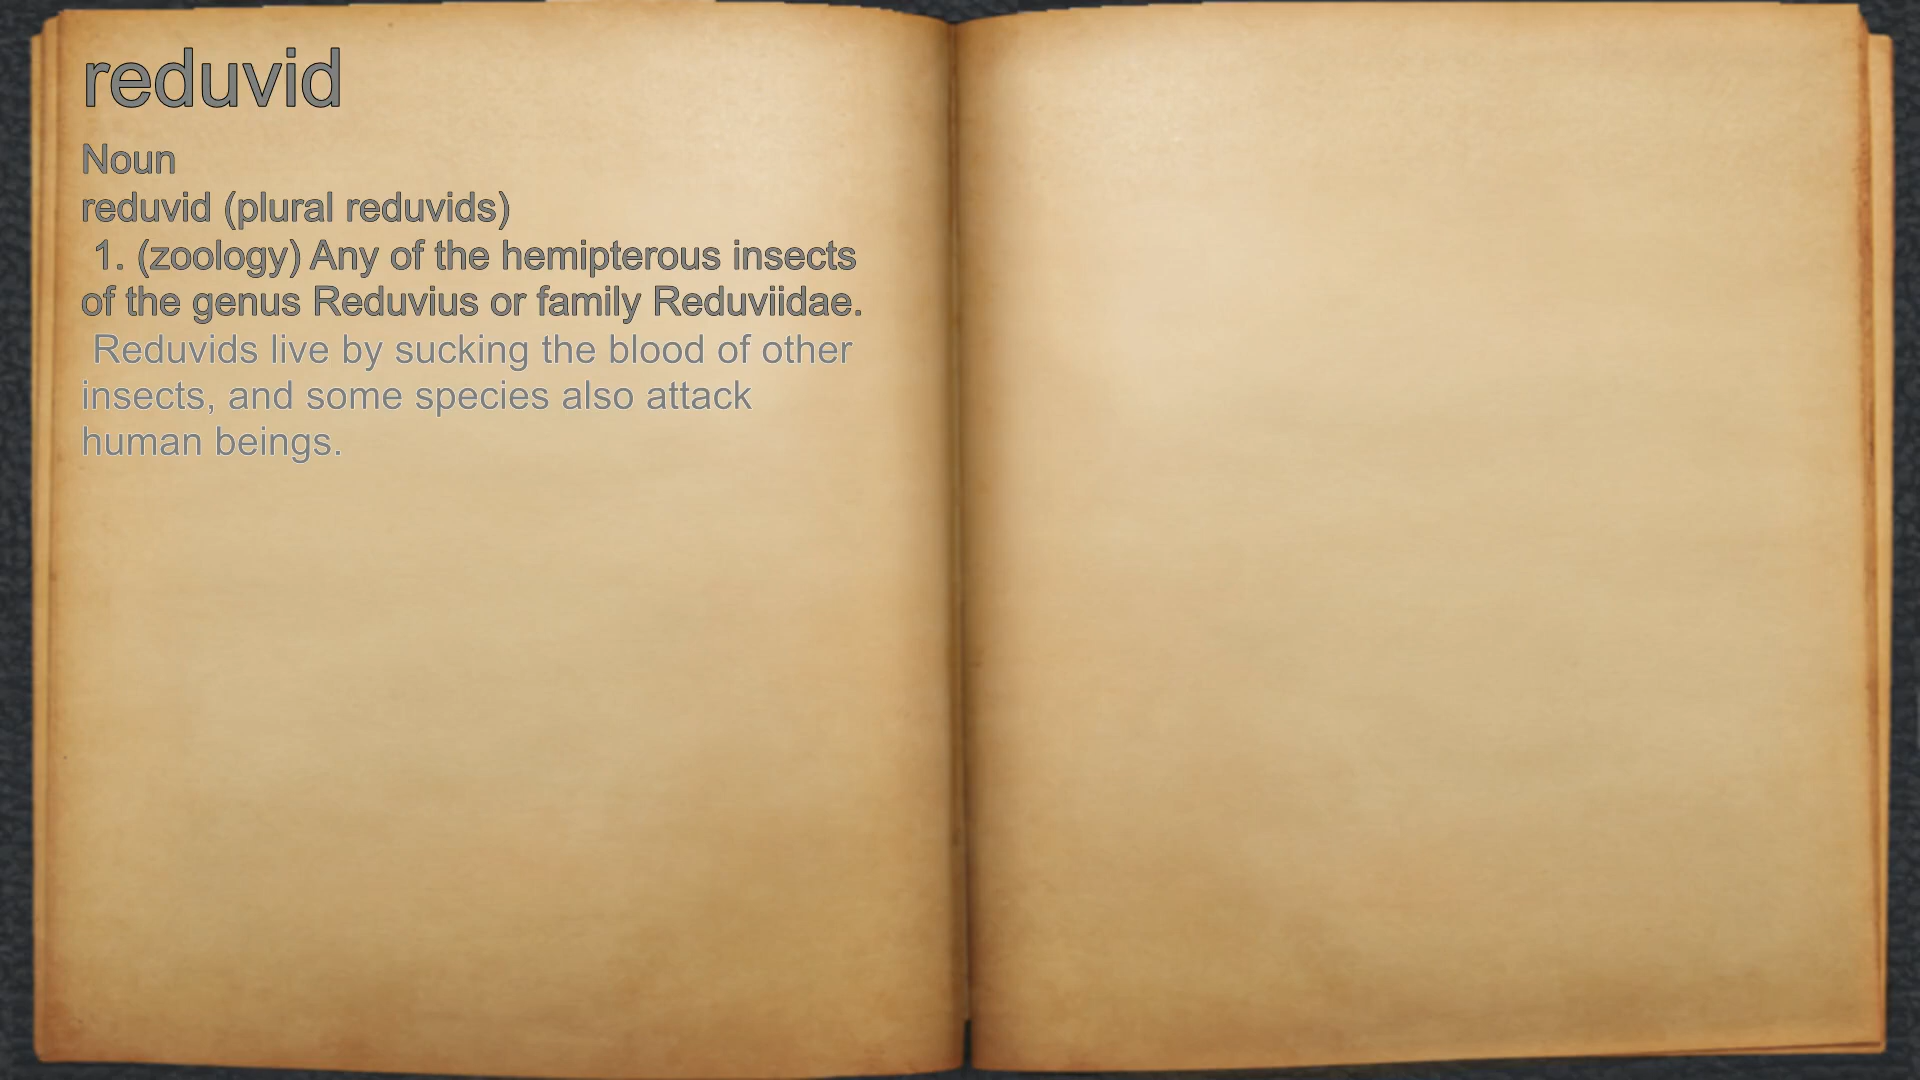 reduvid
Noun
reduvid (plural reduvids)
1. (zoology) Any of the hemipterous insects
of the genus Reduvius or family Reduviidae.
Reduvids live by sucking the blood of other
insects, and some species also attack
human beings.